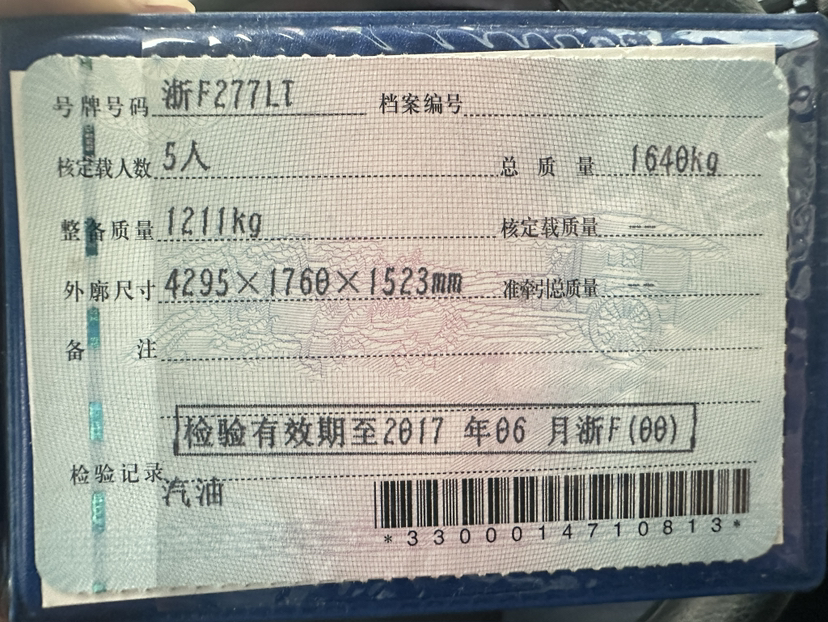 号牌号码 浙F277LT 档案编号
核定载人数 5人 总质量 1640kg
整备质量 1211kg 核定载质量 --
外廓尺寸 4295×1760×1523mm 准牵引总质量 --
备注
检验有效期至2017 年06 月浙F(00)
检验记录
汽油
*3300014710813*